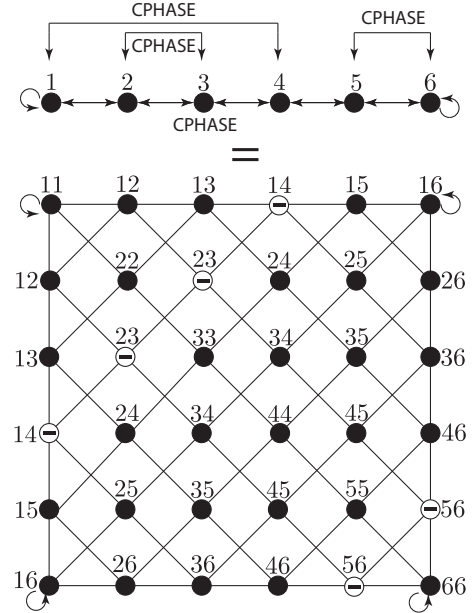 CPHASE
CPHASE
1 2 3 4 5 6
CPHASE
=
11 12 13 14 15 16
12 22 23 24 25 26
13 23 33 34 35 36
14 24 34 44 45 46
15 25 35 45 55 56
16 26 36 46 56 66